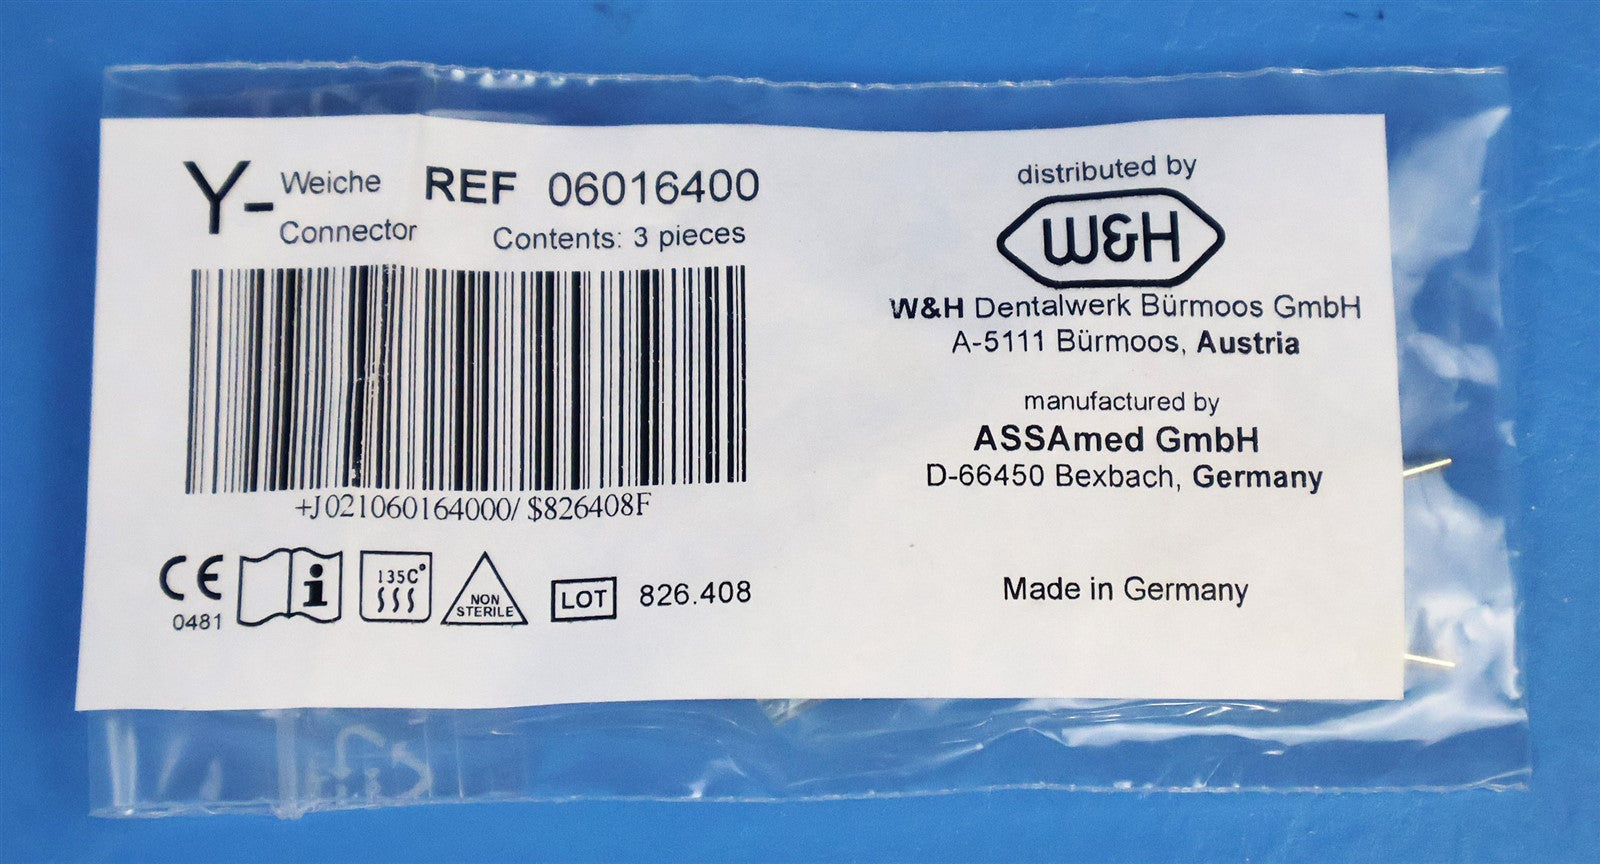 Y- Weiche
Connector
REF 06016400
Contents: 3 pieces
+J021060164000/ $826408F
CE
0481
i
135C°
NON
STERILE
LOT 826.408
distributed by
W&H
W&H Dentalwerk Bürmoos GmbH
A-5111 Bürmoos, Austria
manufactured by
ASSAmed GmbH
D-66450 Bexbach, Germany
Made in Germany